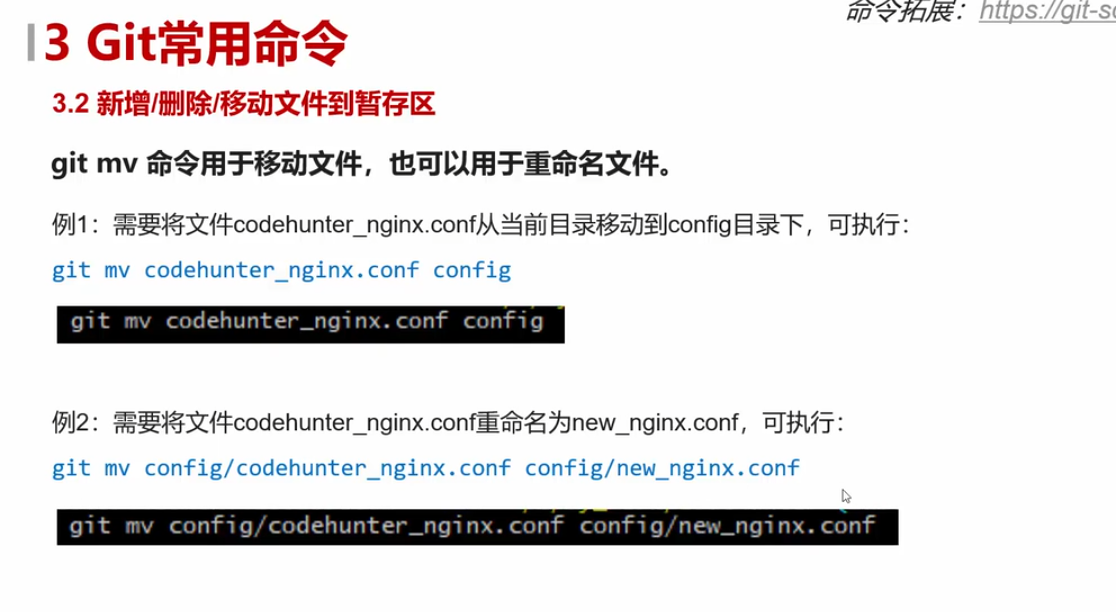 命令拓展：https://git-s
3 Git常用命令
3.2 新增/删除/移动文件到暂存区
git mv 命令用于移动文件，也可以用于重命名文件。
例1：需要将文件codehunter_nginx.conf从当前目录移动到config目录下，可执行：
git mv codehunter_nginx.conf config
git mv codehunter_nginx.conf config
例2：需要将文件codehunter_nginx.conf重命名为new_nginx.conf，可执行：
git mv config/codehunter_nginx.conf config/new_nginx.conf
git mv config/codehunter_nginx.conf config/new_nginx.conf